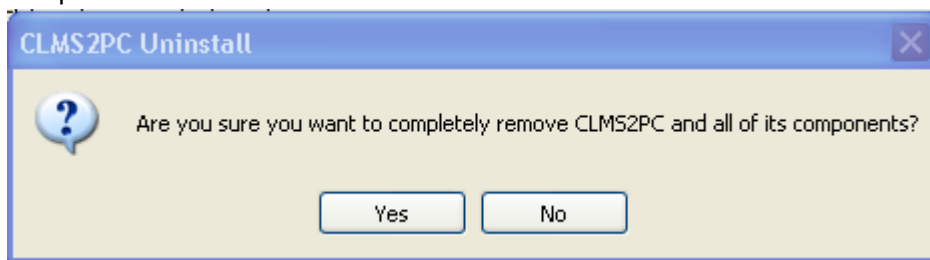 CLMS2PC Uninstall
Are you sure you want to completely remove CLMS2PC and all of its components?
Yes No